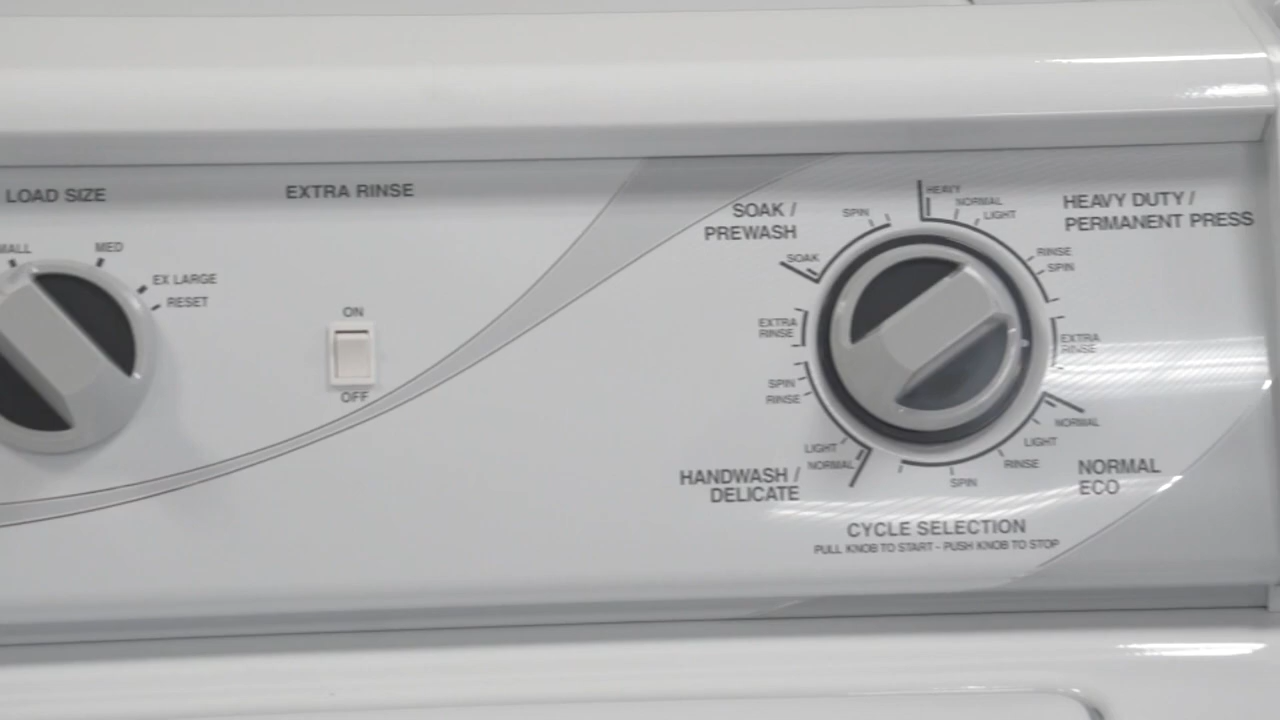 LOAD SIZE
MED
EX LARGE
RESET
EXTRA RINSE
ON
OFF
SOAK /
PREWASH
SPIN
SOAK
HEAVY
NORMAL
LIGHT
HEAVY DUTY /
PERMANENT PRESS
RINSE
SPIN
EXTRA
RINSE
EXTRA
RINSE
SPIN
RINSE
LIGHT
NORMAL
HANDWASH /
DELICATE
NORMAL
LIGHT
RINSE
SPIN
NORMAL
ECO
CYCLE SELECTION
PULL KNOB TO START - PUSH KNOB TO STOP